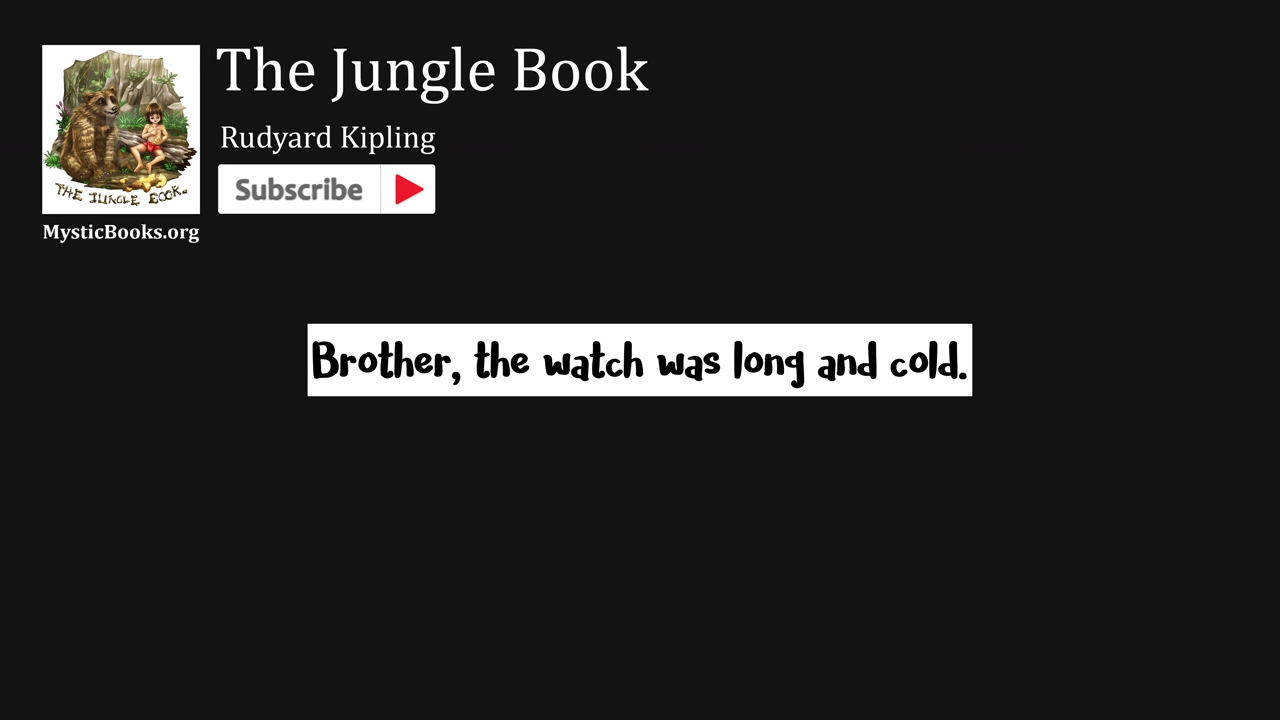 The Jungle Book
Rudyard Kipling
Subscribe
THE JUNGLE BOOK.
MysticBooks.org
Brother, the watch was long and cold.